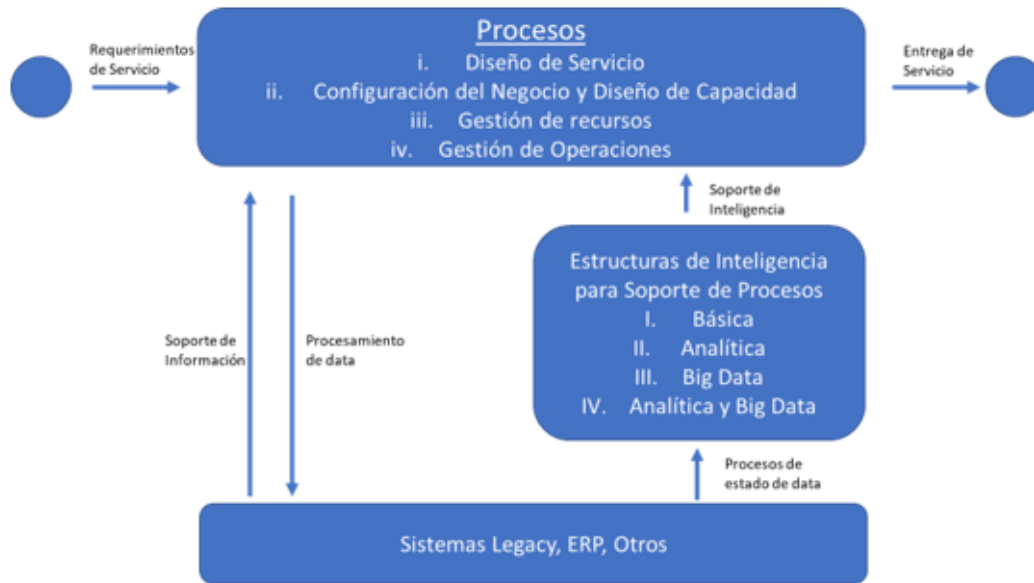 Requerimientos
de Servicio
Procesos
i. Diseño de Servicio
ii. Configuración del Negocio y Diseño de Capacidad
iii. Gestión de recursos
iv. Gestión de Operaciones
Entrega de
Servicio
Soporte de
Inteligencia
Estructuras de Inteligencia
para Soporte de Procesos
I. Básica
II. Analítica
III. Big Data
IV. Analítica y Big Data
Soporte de
Información
Procesamiento
de data
Procesos de
estado de data
Sistemas Legacy, ERP, Otros